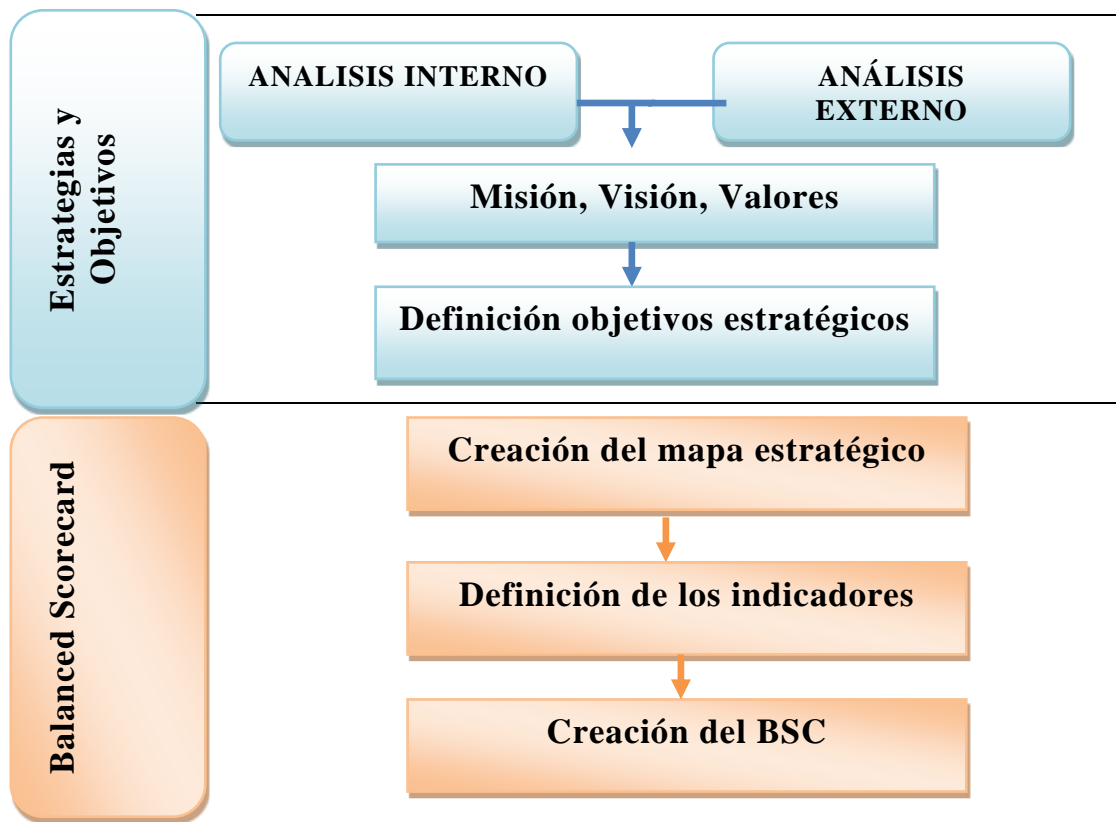 Estrategias y
Objetivos
ANALISIS INTERNO
ANÁLISIS
EXTERNO
Misión, Visión, Valores
Definición objetivos estratégicos
Balanced Scorecard
Creación del mapa estratégico
Definición de los indicadores
Creación del BSC